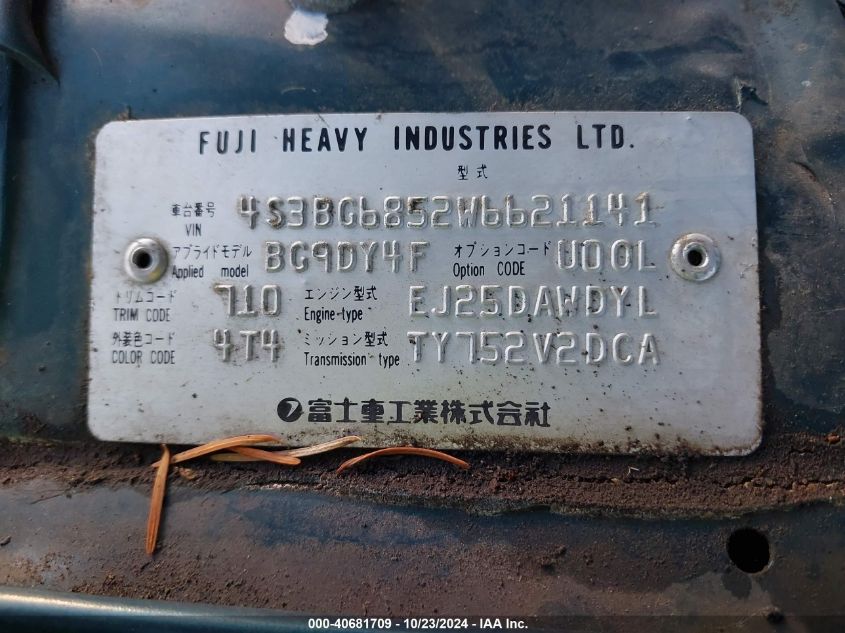 FUJI HEAVY INDUSTRIES LTD.
型式
車台番号 VIN 4S3BG6852W6621141
アプライドモデル Applied model BG9DY4F オプションコード Option CODE U00L
トリムコード TRIM CODE 710 エンジン型式 Engine type EJ25DAWDYL
外装色コード COLOR CODE 4T4 ミッション型式 Transmission type TY752V2DCA
フ 富士重工業株式会社
000-40681709 - 10/23/2024 - IAA Inc.